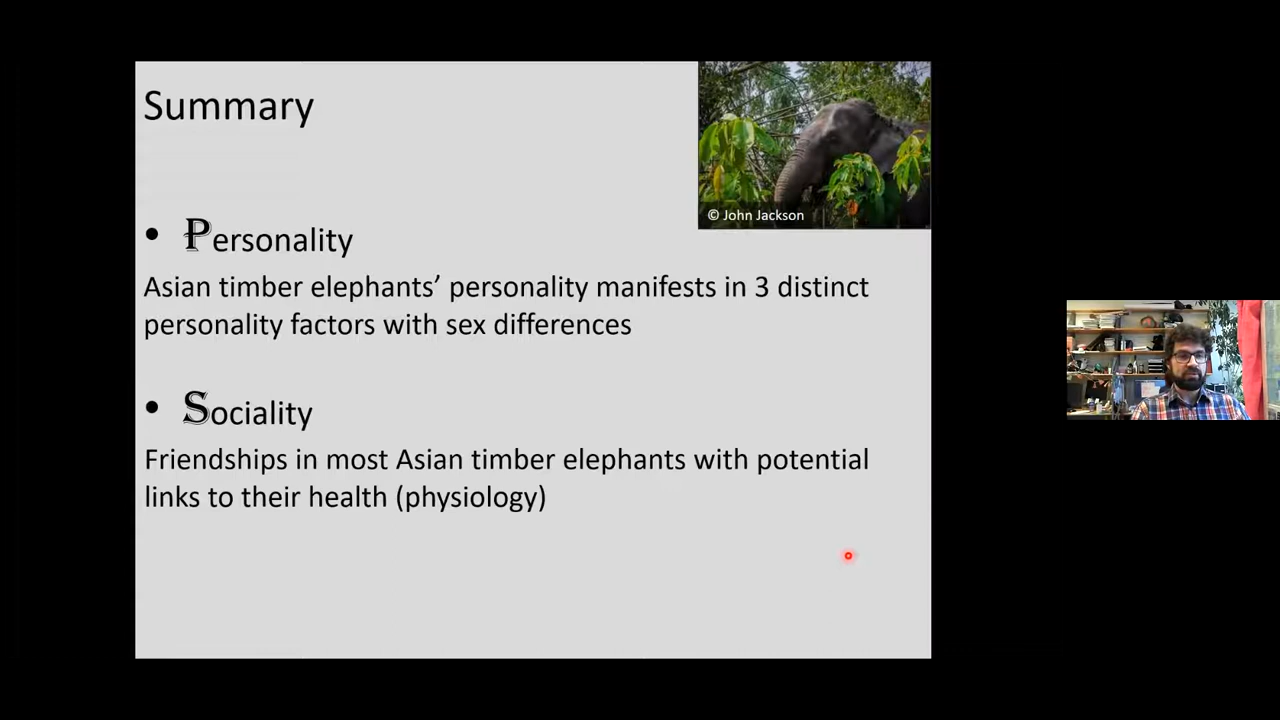 Summary
© John Jackson
• Personality
Asian timber elephants’ personality manifests in 3 distinct
personality factors with sex differences
• Sociality
Friendships in most Asian timber elephants with potential
links to their health (physiology)